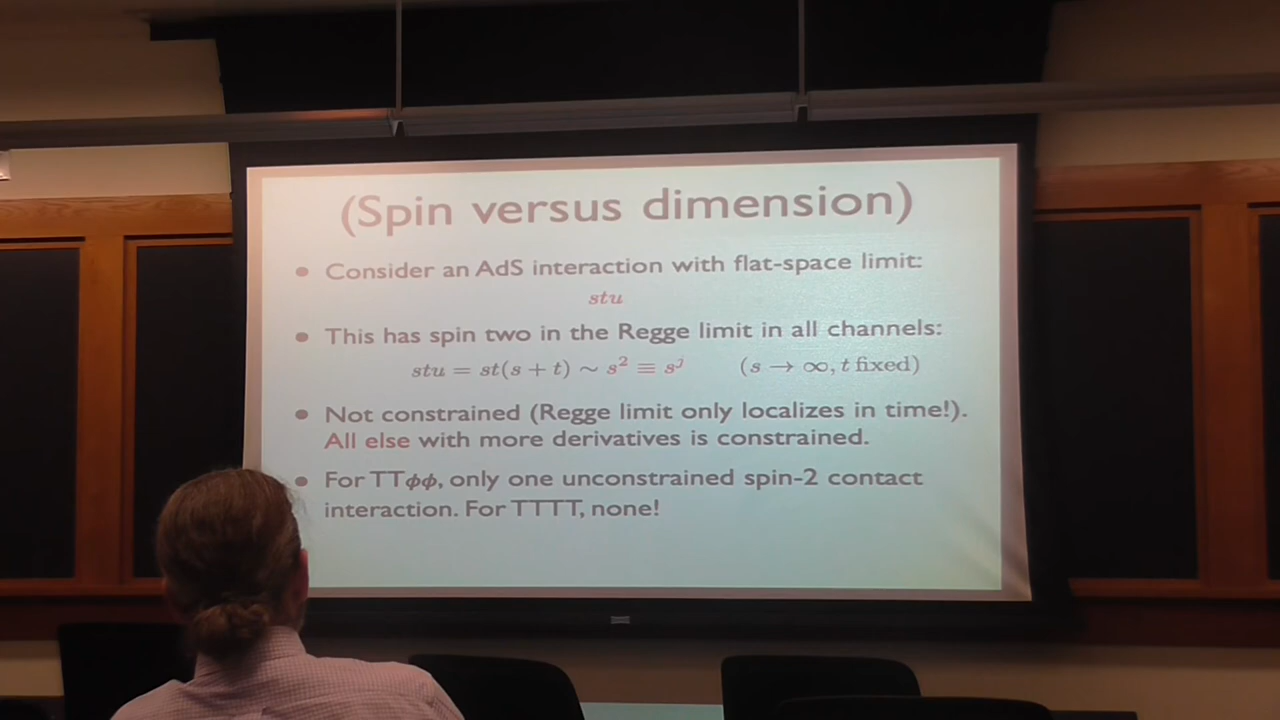 (Spin versus dimension)
• Consider an AdS interaction with flat-space limit:
stu
• This has spin two in the Regge limit in all channels:
stu = st(s + t) ∼ s² ≡ sʲ (s → ∞, t fixed)
• Not constrained (Regge limit only localizes in time!).
All else with more derivatives is constrained.
• For TTϕϕ, only one unconstrained spin-2 contact
interaction. For TTTT, none!